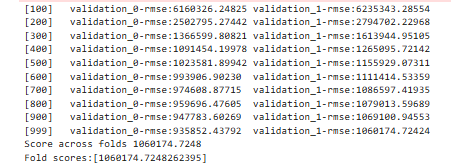 [100] validation_0-rmse:6160326.24825 validation_1-rmse:6235343.28554
[200] validation_0-rmse:2502795.27442 validation_1-rmse:2794702.22968
[300] validation_0-rmse:1366599.80821 validation_1-rmse:1613944.95105
[400] validation_0-rmse:1091454.19978 validation_1-rmse:1265095.72142
[500] validation_0-rmse:1023581.89942 validation_1-rmse:1155929.07311
[600] validation_0-rmse:993906.90230 validation_1-rmse:1111414.53359
[700] validation_0-rmse:974608.87715 validation_1-rmse:1086597.41935
[800] validation_0-rmse:959696.47605 validation_1-rmse:1079013.59689
[900] validation_0-rmse:947783.60269 validation_1-rmse:1069100.94553
[999] validation_0-rmse:935852.43792 validation_1-rmse:1060174.72424
Score across folds 1060174.7248
Fold scores:[1060174.7248262395]